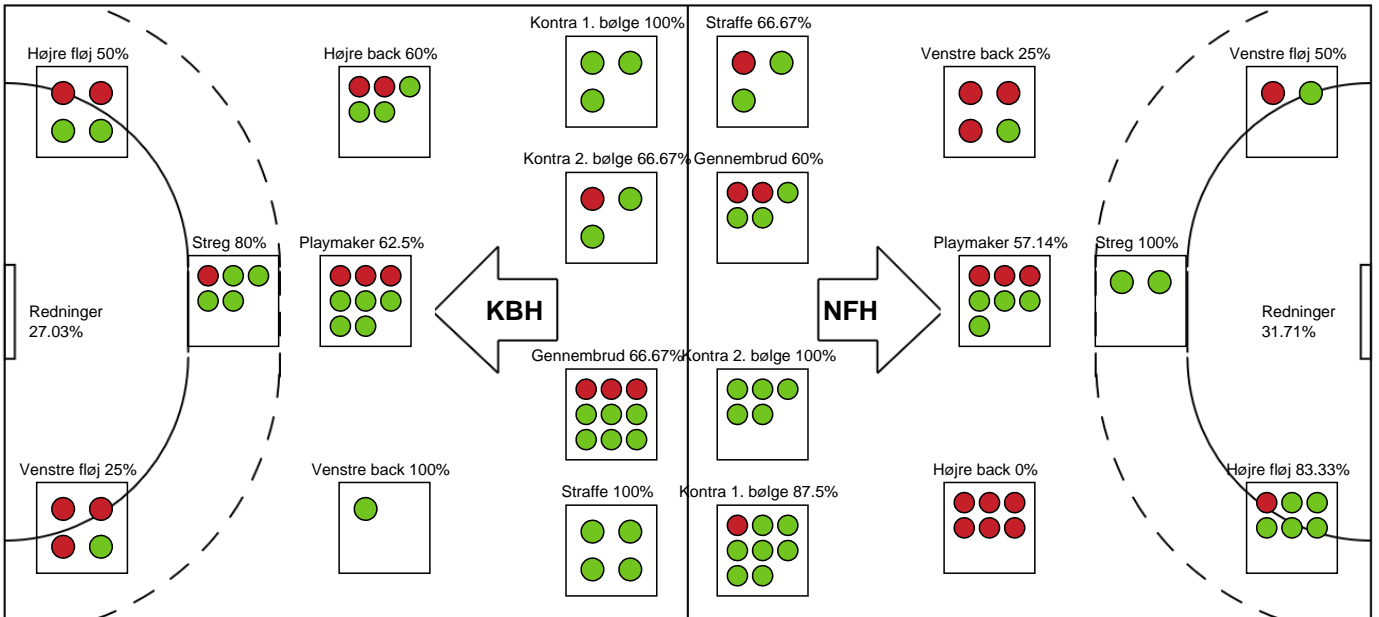 Kontra 1. bølge 100%
Straffe 66.67%
Højre fløj 50%
Højre back 60%
Venstre back 25%
Venstre fløj 50%
Kontra 2. bølge 66.67%
Gennembrud 60%
Streg 80%
Playmaker 62.5%
Playmaker 57.14%
Streg 100%
Redninger
27.03%
KBH
NFH
Redninger
31.71%
Gennembrud 66.67%
Kontra 2. bølge 100%
Venstre fløj 25%
Venstre back 100%
Højre back 0%
Højre fløj 83.33%
Straffe 100%
Kontra 1. bølge 87.5%